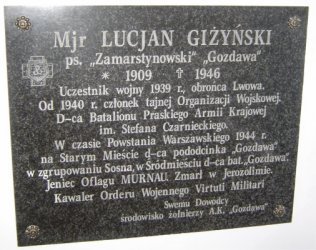 Mjr LUCJAN GIŻYŃSKI
ps. „Zamarstynowski" „Gozdawa"
* 1909 † 1946
Uczestnik wojny 1939 r., obrońca Lwowa.
Od 1940 r. członek tajnej Organizacji Wojskowej.
D-ca Batalionu Praskiego Armii Krajowej
im. Stefana Czarnieckiego.
W czasie Powstania Warszawskiego 1944 r.
na Starym Mieście d-ca pododcinka „Gozdawa"
w zgrupowaniu Sosna, w Śródmieściu d-ca bat. „Gozdawa".
Jeniec Oflagu MURNAU. Zmarł w Jerozolimie.
Kawaler Orderu Wojennego Virtuti Militari
Swemu Dowódcy
środowisko żołnierzy A.K. „Gozdawa"